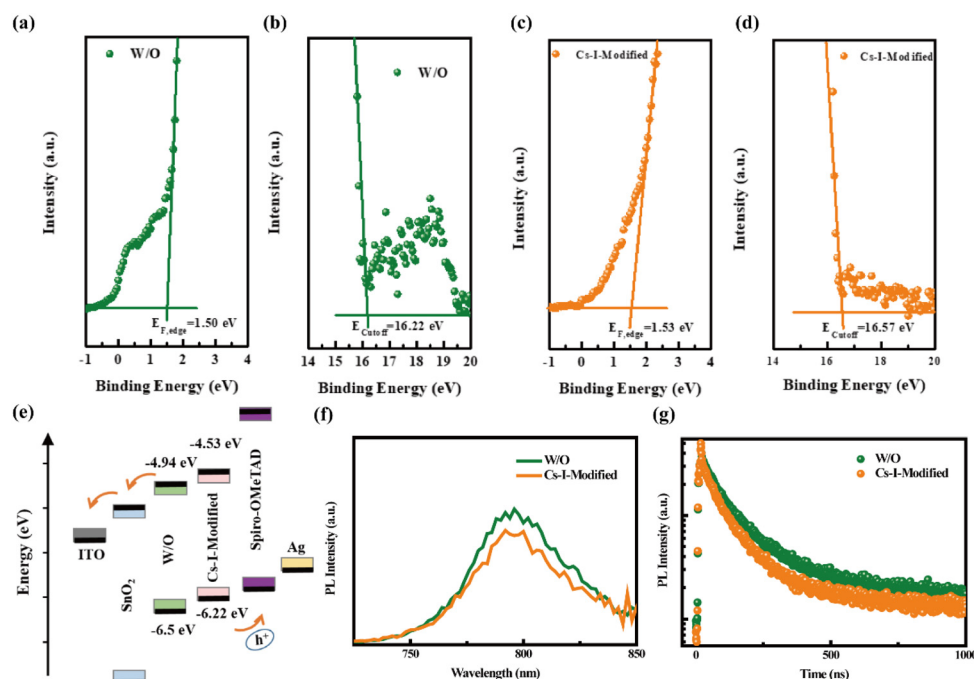 (a)
W/O
Intensity (a.u.)
E_F,edge=1.50 eV
-1 0 1 2 3 4
Binding Energy (eV)
(b)
W/O
Intensity (a.u.)
E_Cutoff=16.22 eV
14 15 16 17 18 19 20
Binding Energy (eV)
(c)
Cs-I-Modified
Intensity (a.u.)
E_F,edge=1.53 eV
-1 0 1 2 3 4
Binding Energy (eV)
(d)
Cs-I-Modified
Intensity (a.u.)
E_Cutoff=16.57 eV
14 16 18 20
Binding Energy (eV)
(e)
Energy (eV)
ITO
SnO2
-4.94 eV
W/O
-6.5 eV
-4.53 eV
Cs-I-Modified
-6.22 eV
Spiro-OMeTAD
Ag
h+
(f)
W/O
Cs-I-Modified
PL Intensity (a.u.)
750 800 850
Wavelength (nm)
(g)
W/O
Cs-I-Modified
PL Intensity (a.u.)
0 500 1000
Time (ns)